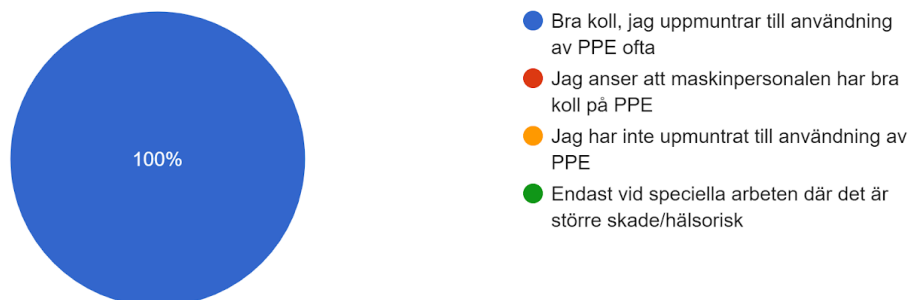 100%
Bra koll, jag uppmuntrar till användning
av PPE ofta
Jag anser att maskinpersonalen har bra
koll på PPE
Jag har inte upmuntrat till användning av
PPE
Endast vid speciella arbeten där det är
större skade/hälsorisk